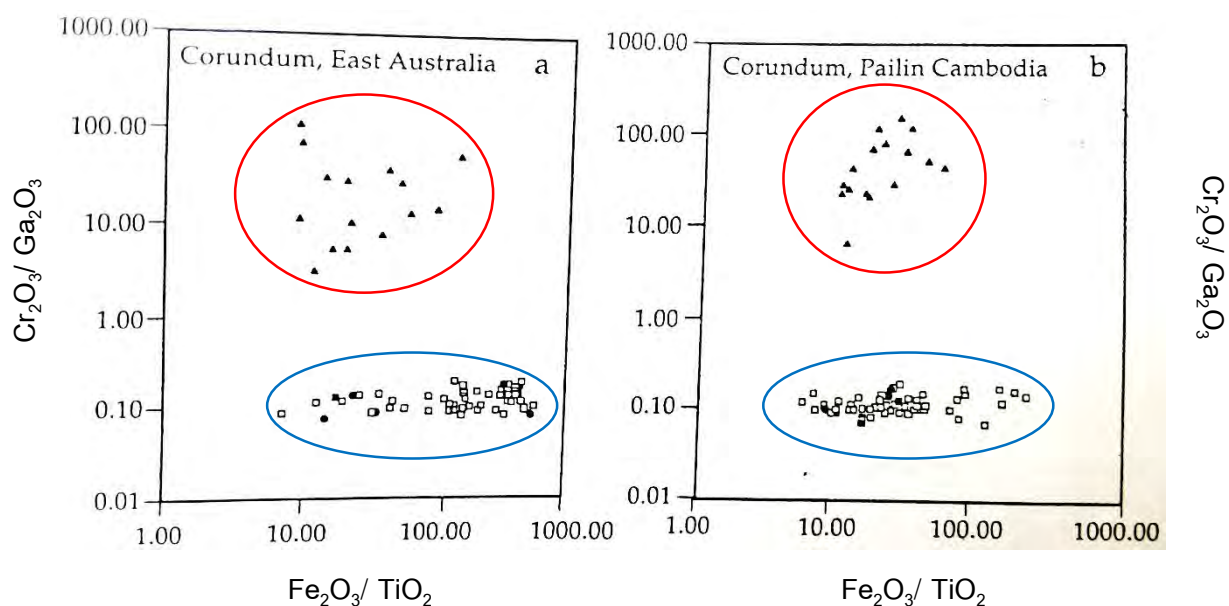 Corundum, East Australia a
1000.00
100.00
10.00
1.00
0.10
0.01
1.00 10.00 100.00 1000.00
Cr₂O₃/ Ga₂O₃
Fe₂O₃/ TiO₂
Corundum, Pailin Cambodia b
1000.00
100.00
10.00
1.00
0.10
0.01
1.00 10.00 100.00 1000.00
Cr₂O₃/ Ga₂O₃
Fe₂O₃/ TiO₂